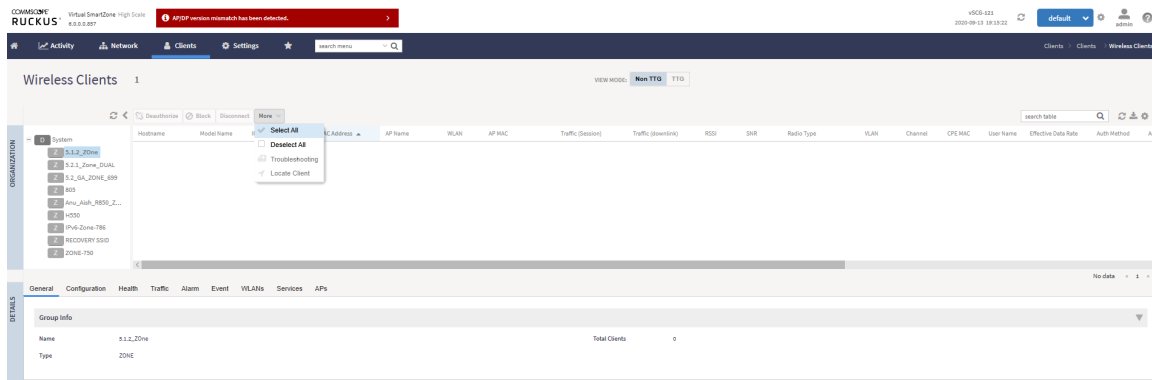 COMMSCOPE
RUCKUS
Virtual SmartZone High Scale
6.0.0.0.857
AP/DP version mismatch has been detected.
vSCG-121
2020-09-13 19:13:22
default
admin
Activity
Network
Clients
Settings
search menu
Clients > Clients > Wireless Clients
Wireless Clients 1
VIEW MODE: Non TTG TTG
Deauthorize Block Disconnect More
search table
Select All
Deselect All
Troubleshooting
Locate Client
Hostname Model Name AC Address AP Name WLAN AP MAC Traffic (Session) Traffic (downlink) RSSI SNR Radio Type VLAN Channel CPE MAC User Name Effective Data Rate Auth Method A
ORGANIZATION
D System
Z 5.1.2_ZOne
Z 5.2.1_Zone_DUAL
Z 5.2_GA_ZONE_699
Z 803
Z Anu_Aish_R850_Z...
Z H550
Z IPv6-Zone-786
Z RECOVERY SSID
Z ZONE-750
No data 1
DETAILS
General Configuration Health Traffic Alarm Event WLANs Services APs
Group Info
Name 5.1.2_ZOne Total Clients 0
Type ZONE